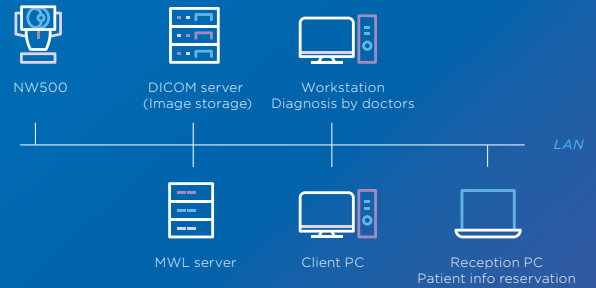 NW500
DICOM server
(Image storage)
Workstation
Diagnosis by doctors
LAN
MWL server
Client PC
Reception PC
Patient info reservation